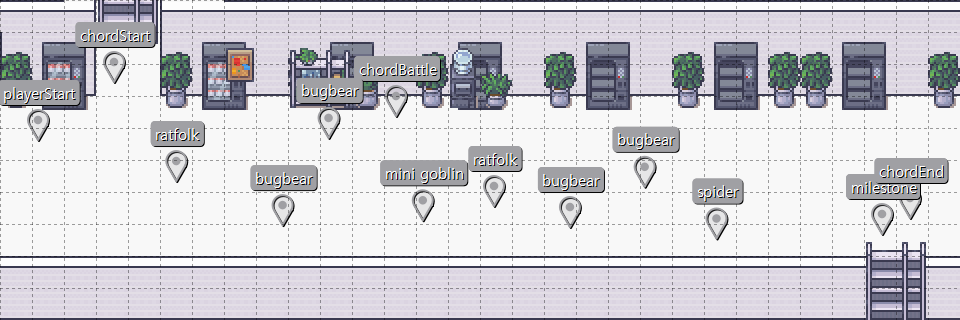 chordStart
chordBattle
playerStart
bugbear
ratfolk
bugbear
ratfolk
chordEnd
mini goblin
bugbear
bugbear
milestone
spider